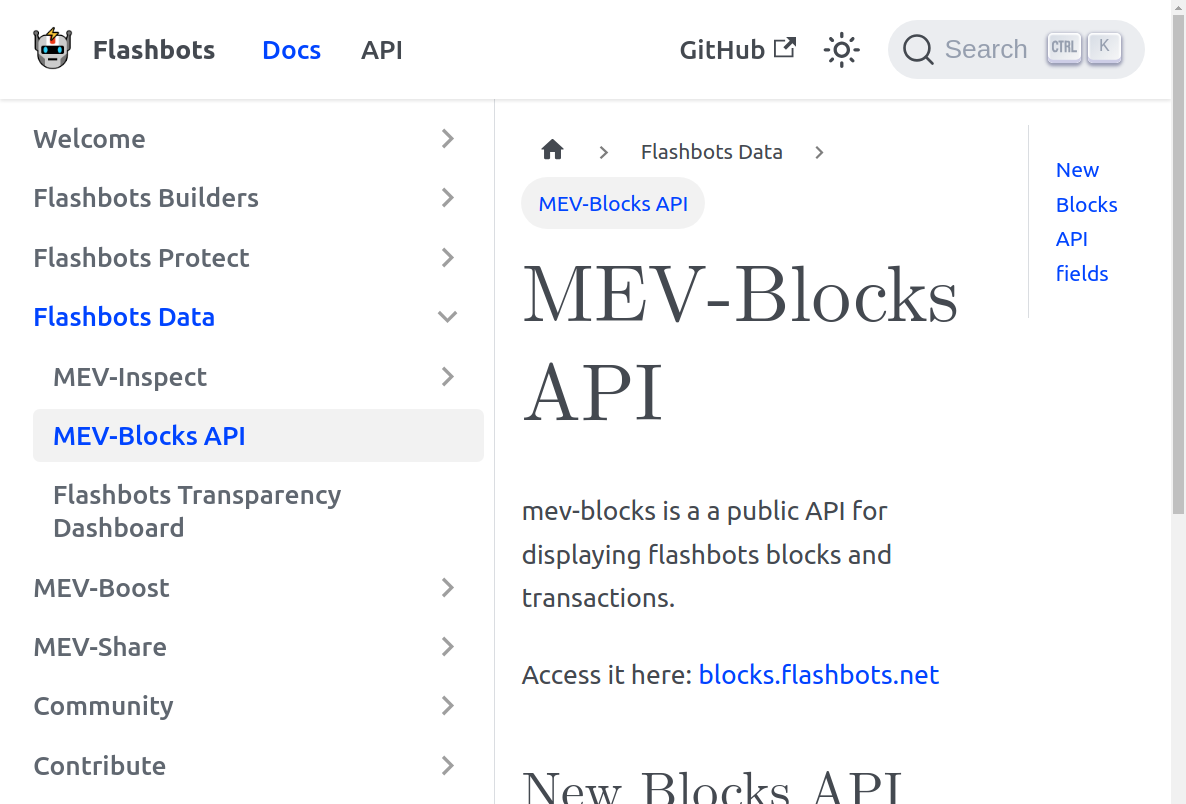 Flashbots Docs API GitHub Search CTRL K
Welcome
Flashbots Builders
Flashbots Protect
Flashbots Data
MEV-Inspect
MEV-Blocks API
Flashbots Transparency
Dashboard
MEV-Boost
MEV-Share
Community
Contribute
Flashbots Data
MEV-Blocks API
MEV-Blocks
API
mev-blocks is a a public API for
displaying flashbots blocks and
transactions.
Access it here: blocks.flashbots.net
New Blocks API
New
Blocks
API
fields